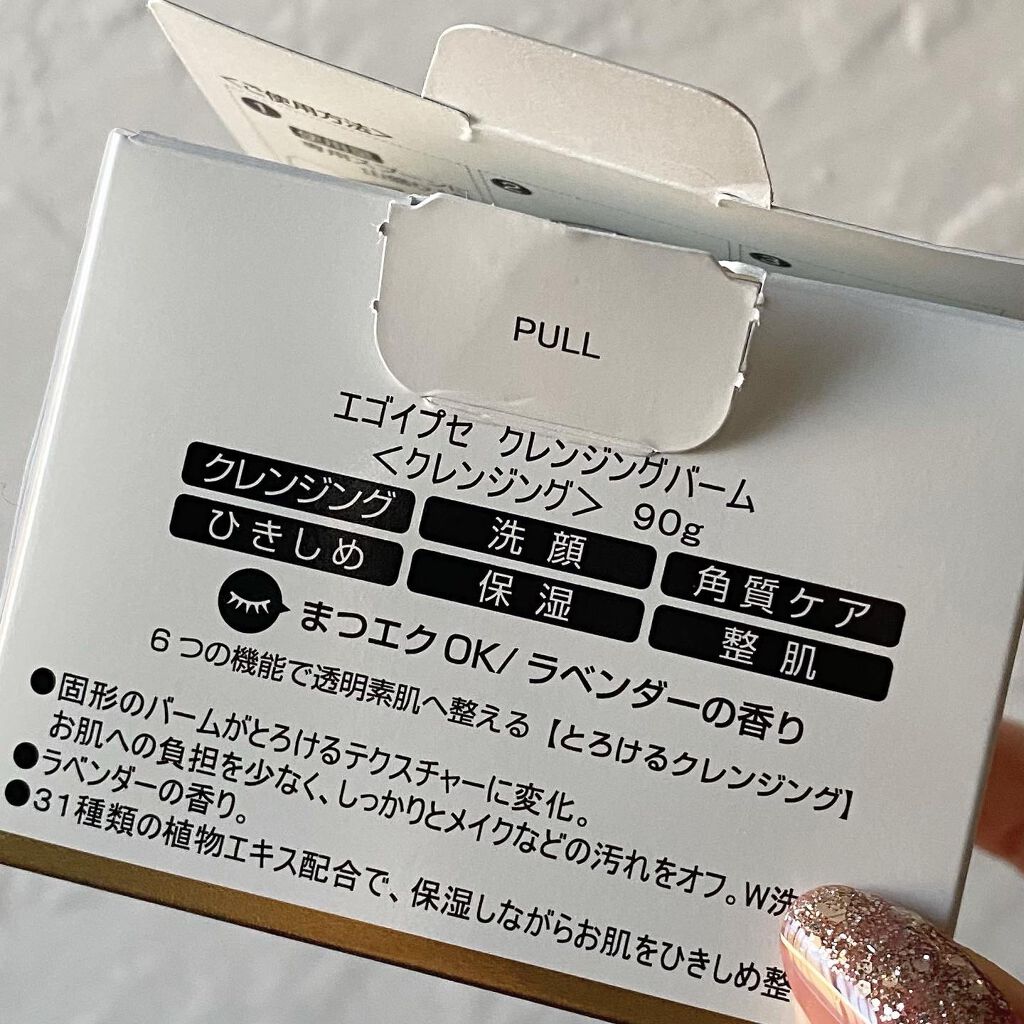 <ご使用方法>
1
2
3
PULL
エゴイプセ クレンジングバーム
<クレンジング> 90g
クレンジング 洗顔 角質ケア
ひきしめ 保湿 整肌
まつエクOK/ラベンダーの香り
6つの機能で透明素肌へ整える【とろけるクレンジング】
●固形のバームがとろけるテクスチャーに変化。
お肌への負担を少なく、しっかりとメイクなどの汚れをオフ。W洗
●ラベンダーの香り。
●31種類の植物エキス配合で、保湿しながらお肌をひきしめ整